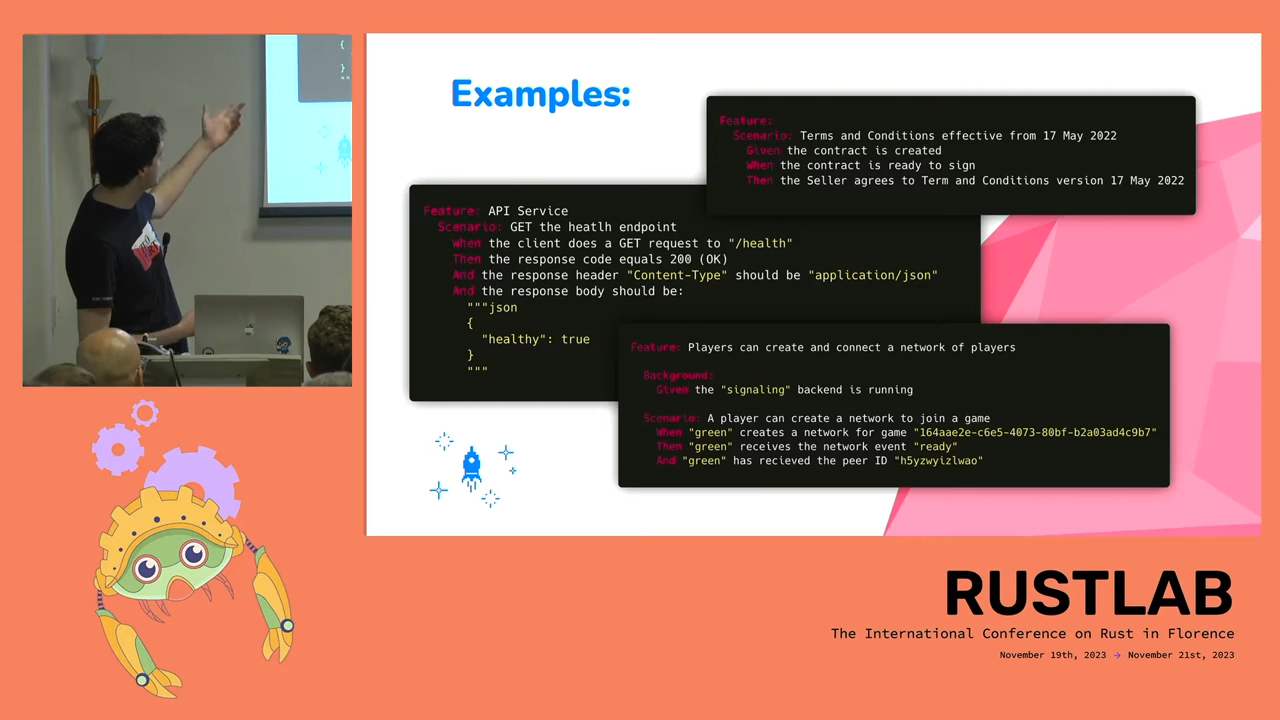 Examples:
Feature:
Scenario: Terms and Conditions effective from 17 May 2022
Given the contract is created
When the contract is ready to sign
Then the Seller agrees to Term and Conditions version 17 May 2022
Feature: API Service
Scenario: GET the heatlh endpoint
When the client does a GET request to "/health"
Then the response code equals 200 (OK)
And the response header "Content-Type" should be "application/json"
And the response body should be:
"""json
{
"healthy": true
}
"""
Feature: Players can create and connect a network of players
Background:
Given the "signaling" backend is running
Scenario: A player can create a network to join a game
When "green" creates a network for game "164aae2e-c6e5-4073-80bf-b2a03ad4c9b7"
Then "green" receives the network event "ready"
And "green" has recieved the peer ID "h5yzwyizlwao"
RUSTLAB
The International Conference on Rust in Florence
November 19th, 2023 → November 21st, 2023